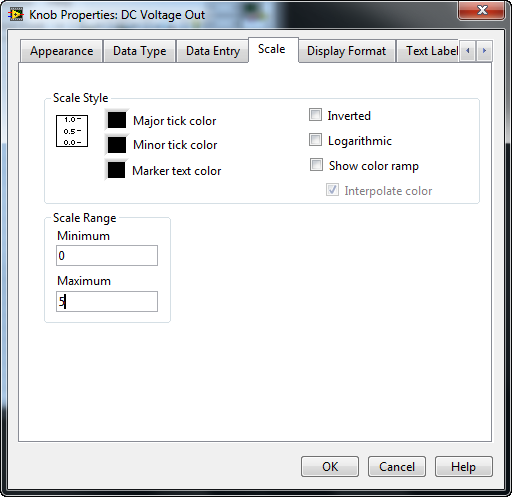 Knob Properties: DC Voltage Out
Appearance Data Type Data Entry Scale Display Format Text Label
Scale Style
1.0
0.5
0.0
Major tick color
Minor tick color
Marker text color
Inverted
Logarithmic
Show color ramp
Interpolate color
Scale Range
Minimum
0
Maximum
5
OK Cancel Help